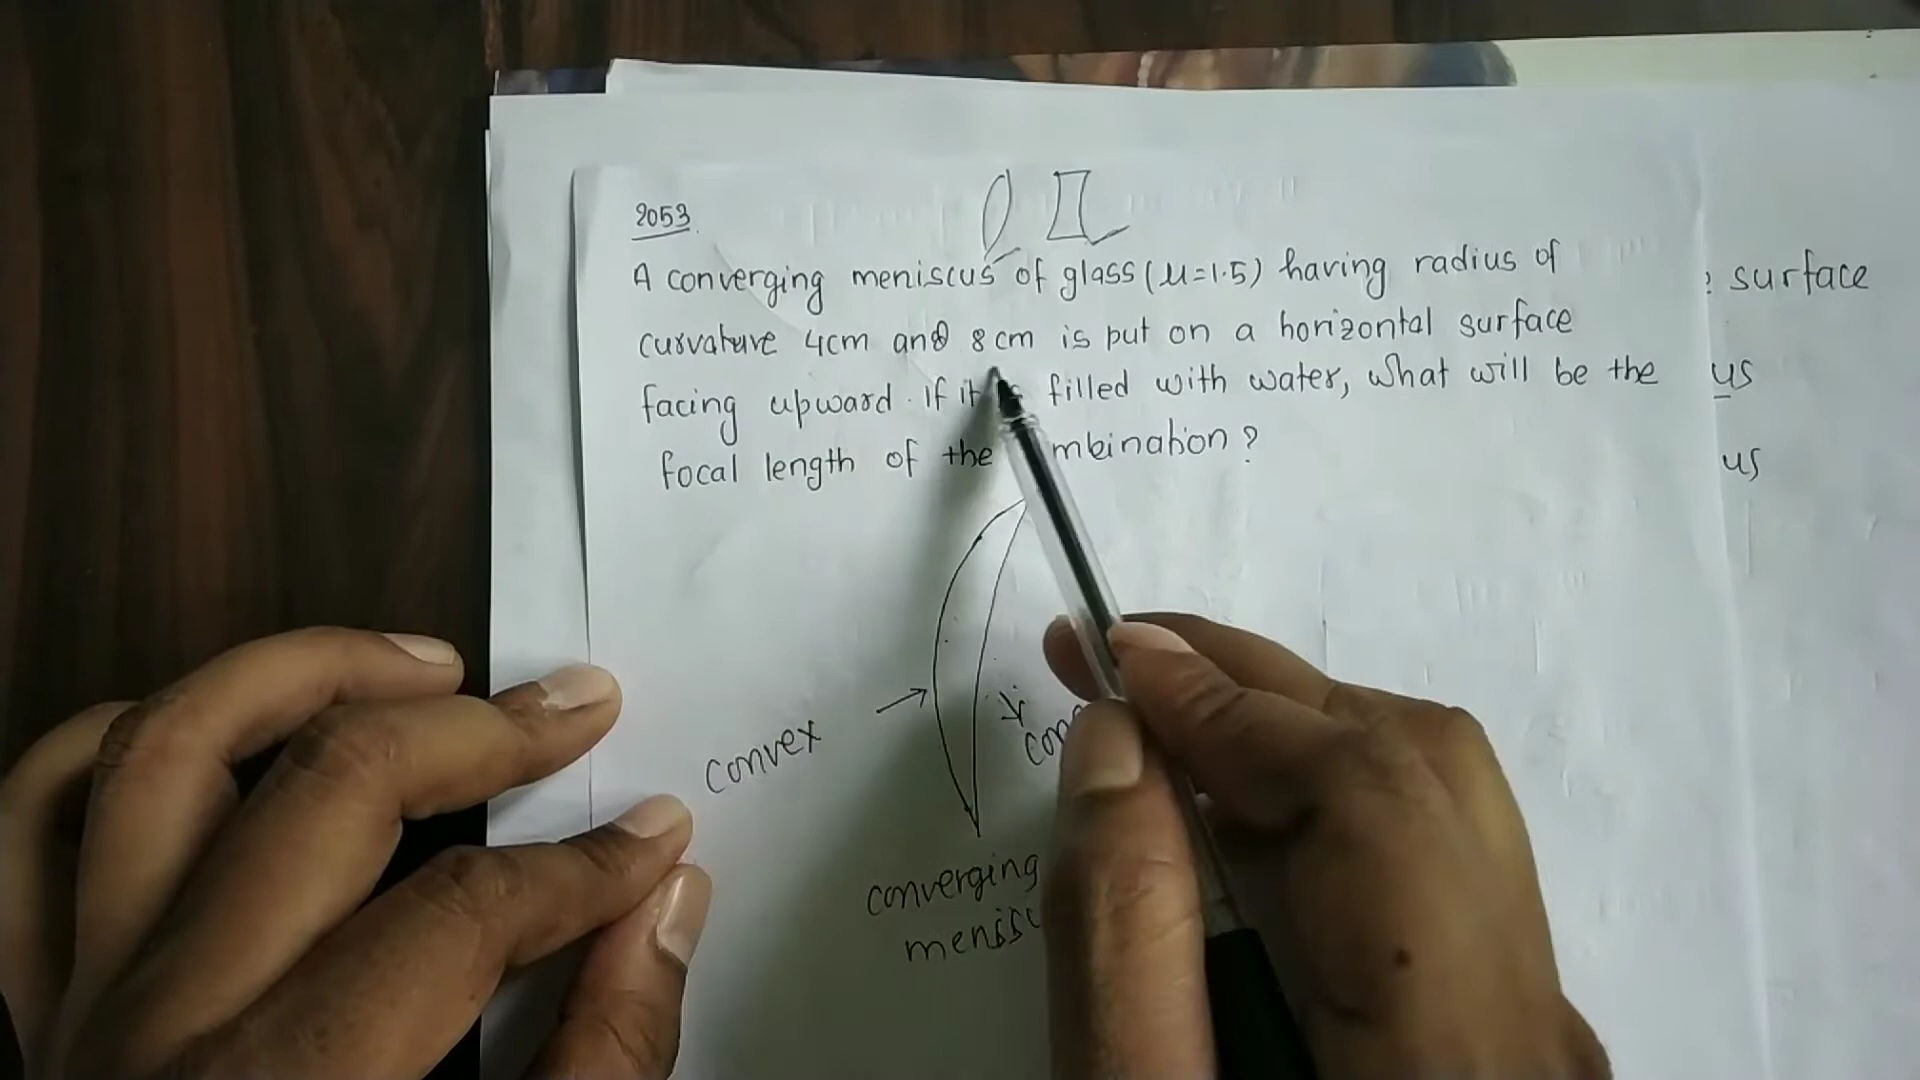 2053
A converging meniscus of glass (μ=1.5) having radius of
curvature 4cm and 8cm is put on a horizontal surface
facing upward. If it filled with water, what will be the
focal length of the mbination?
surface
us
us
convex
converging